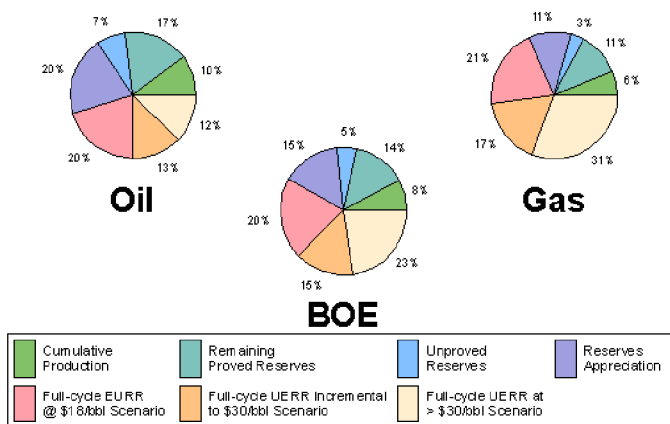 7%
17%
20%
10%
20%
13%
12%
Oil
11%
3%
11%
21%
6%
17%
31%
Gas
5%
15%
14%
8%
20%
15%
23%
BOE
Cumulative
Production
Remaining
Proved Reserves
Unproved
Reserves
Reserves
Appreciation
Full-cycle EURR
@ $18/bbl Scenario
Full-cycle UERR Incremental
to $30/bbl Scenario
Full-cycle UERR at
> $30/bbl Scenario